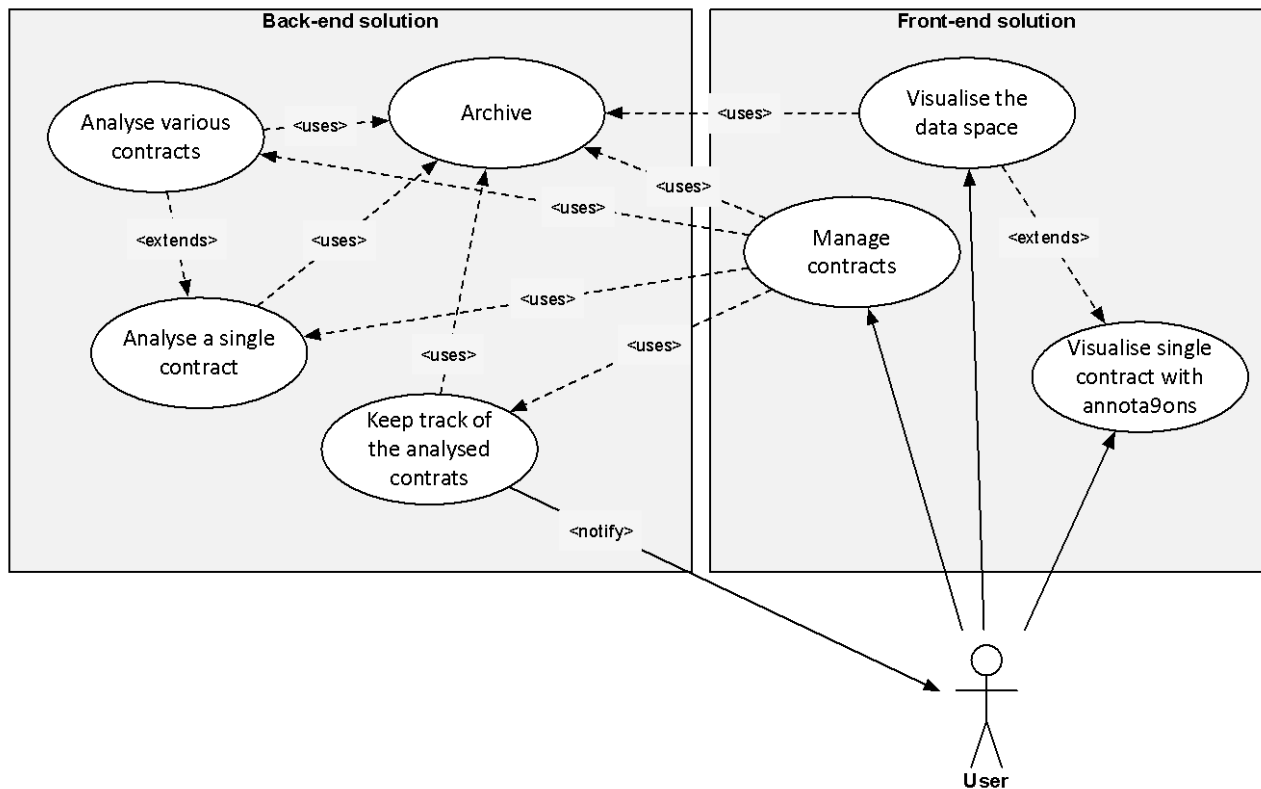 Back-end solution
Front-end solution
Analyse various
contracts
<uses>
Archive
<uses>
Visualise the
data space
<uses>
<uses>
<extends>
<uses>
Manage
contracts
<extends>
<uses>
Analyse a single
contract
<uses>
<uses>
Visualise single
contract with
annota9ons
Keep track of
the analysed
contrats
<notify>
User